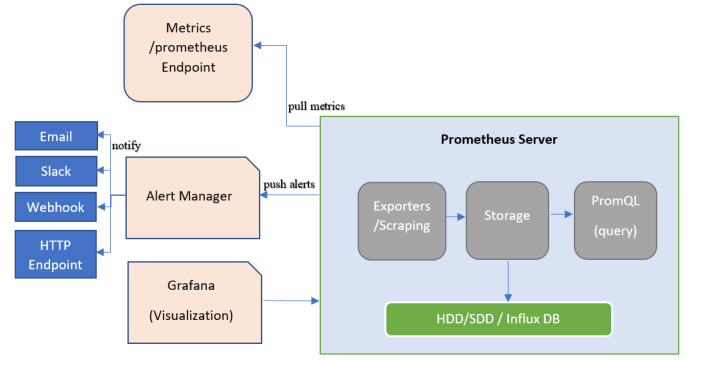 Metrics
/prometheus
Endpoint
pull metrics
Prometheus Server
Email
notify
Slack
Webhook
HTTP
Endpoint
Alert Manager
push alerts
Exporters
/Scraping
Storage
PromQL
(query)
Grafana
(Visualization)
HDD/SDD / Influx DB